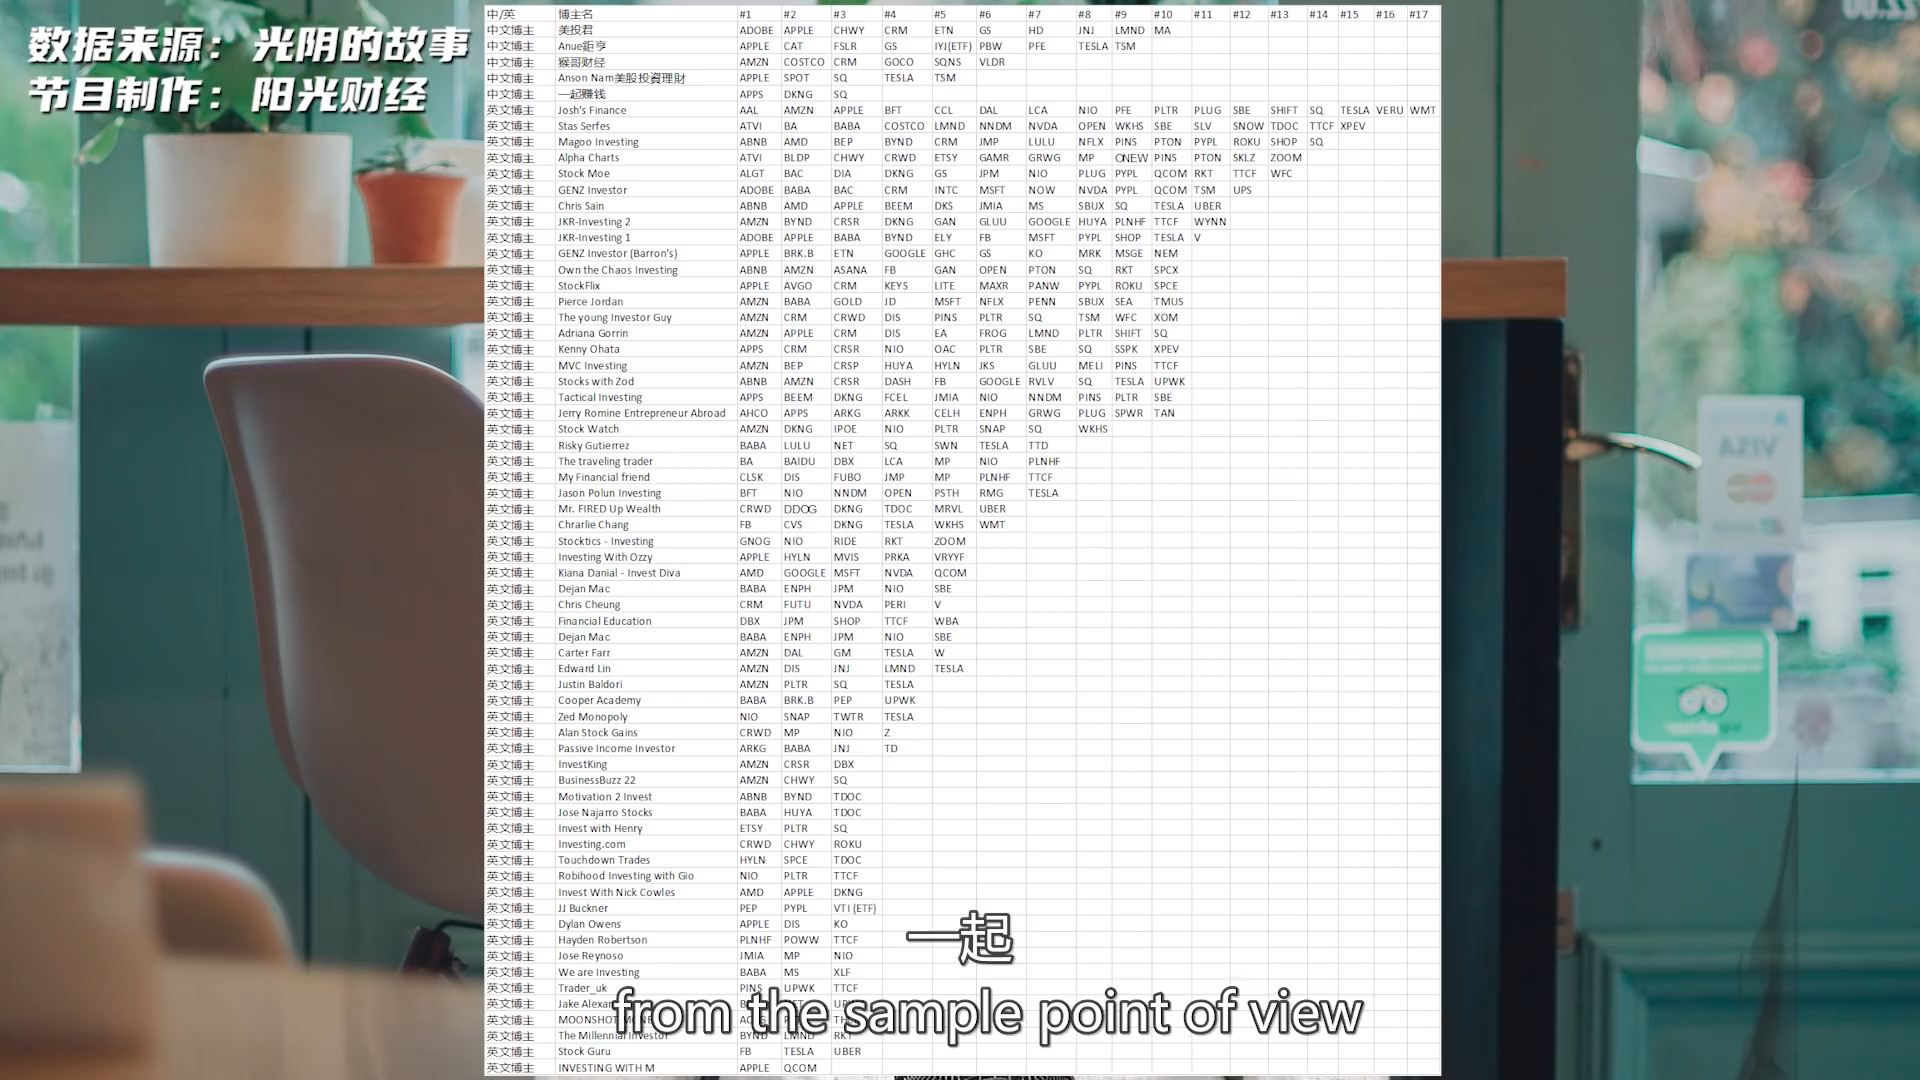 数据来源：光阴的故事
节目制作：阳光财经
中/英 博主名 #1 #2 #3 #4 #5 #6 #7 #8 #9 #10 #11 #12 #13 #14 #15 #16 #17
中文博主 美投君 ADOBE APPLE CHWY CRM ETN GS HD JNJ LMND MA
中文博主 Anue鉅亨 APPLE CAT FSLR GS IYJ(ETF) PBW PFE TESLA TSM
中文博主 猴哥财经 AMZN COSTCO CRM GOCO SQNS VLDR
中文博主 Anson Nam美股投資理財 APPLE SPOT SQ TESLA TSM
中文博主 一起赚钱 APPS DKNG SQ
英文博主 Josh's Finance AAL AMZN APPLE BFT CCL DAL LCA NIO PFE PLTR PLUG SBE SHIFT SQ TESLA VERU WMT
英文博主 Stas Serfes ATVI BA BABA COSTCO LMND NNDM NVDA OPEN WKHS SBE SLV SNOW TDOC TTCF XPEV
英文博主 Magoo Investing ABNB AMD BEP BYND CRM JMP LULU NFLX PINS PTON PYPL ROKU SHOP SQ
英文博主 Alpha Charts ATVI BLDP CHWY CRWD ETSY GAMR GRWG MP ONEW PINS PTON SKLZ ZOOM
英文博主 Stock Moe ALGT BAC DIA DKNG GS JPM NIO PLUG PYPL QCOM RKT TTCF WFC
英文博主 GENZ Investor ADOBE BABA BAC CRM INTC MSFT NOW NVDA PYPL QCOM TSM UPS
英文博主 Chris Sain ABNB AMD APPLE BEEM DKS JMIA MS SBUX SQ TESLA UBER
英文博主 JKR-Investing 2 AMZN BYND CRSR DKNG GAN GLUU GOOGLE HUYA PLNHF TTCF WYNN
英文博主 JKR-Investing 1 ADOBE APPLE BABA BYND ELY FB MSFT PYPL SHOP TESLA V
英文博主 GENZ Investor (Barron's) APPLE BRK.B ETN GOOGLE GHC GS KO MRK MSGE NEM
英文博主 Own the Chaos Investing ABNB AMZN ASANA FB GAN OPEN PTON SQ RKT SPCX
英文博主 StockFlix APPLE AVGO CRM KEYS LITE MAXR PANW PYPL ROKU SPCE
英文博主 Pierce Jordan AMZN BABA GOLD JD MSFT NFLX PENN SBUX SEA TMUS
英文博主 The young Investor Guy AMZN CRM CRWD DIS PINS PLTR SQ TSM WFC XOM
英文博主 Adriana Gorrin AMZN APPLE CRM DIS EA FROG LMND PLTR SHIFT SQ
英文博主 Kenny Ohata APPS CRM CRSR NIO OAC PLTR SBE SQ SSPK XPEV
英文博主 MVC Investing AMZN BEP CRSP HUYA HYLN JKS GLUU MELI PINS TTCF
英文博主 Stocks with Zod ABNB AMZN CRSR DASH FB GOOGLE RVLV SQ TESLA UPWK
英文博主 Tactical Investing APPS BEEM DKNG FCEL JMIA NIO NNDM PINS PLTR SBE
英文博主 Jerry Romine Entrepreneur Abroad AHCO APPS ARKG ARKK CELH ENPH GRWG PLUG SPWR TAN
英文博主 Stock Watch AMZN DKNG IPOE NIO PLTR SNAP SQ WKHS
英文博主 Risky Gutierrez BABA LULU NET SQ SWN TESLA TTD
英文博主 The traveling trader BA BAIDU DBX LCA MP NIO PLNHF
英文博主 My Financial friend CLSK DIS FUBO JMP MP PLNHF TTCF
英文博主 Jason Polun Investing BFT NIO NNDM OPEN PSTH RMG TESLA
英文博主 Mr. FIRED Up Wealth CRWD DDOG DKNG TDOC MRVL UBER
英文博主 Chrarlie Chang FB CVS DKNG TESLA WKHS WMT
英文博主 Stocktics - Investing GNOG NIO RIDE RKT ZOOM
英文博主 Investing With Ozzy APPLE HYLN MVIS PRKA VRYYF
英文博主 Kiana Danial - Invest Diva AMD GOOGLE MSFT NVDA QCOM
英文博主 Dejan Mac BABA ENPH JPM NIO SBE
英文博主 Chris Cheung CRM FUTU NVDA PERI V
英文博主 Financial Education DBX JPM SHOP TTCF WBA
英文博主 Dejan Mac BABA ENPH JPM NIO SBE
英文博主 Carter Farr AMZN DAL GM TESLA W
英文博主 Edward Lin AMZN DIS JNJ LMND TESLA
英文博主 Justin Baldori AMZN PLTR SQ TESLA
英文博主 Cooper Academy BABA BRK.B PEP UPWK
英文博主 Zed Monopoly NIO SNAP TWTR TESLA
英文博主 Alan Stock Gains CRWD MP NIO Z
英文博主 Passive Income Investor ARKG BABA JNJ TD
英文博主 InvestKing AMZN CRSR DBX
英文博主 BusinessBuzz 22 AMZN CHWY SQ
英文博主 Motivation 2 Invest ABNB BYND TDOC
英文博主 Jose Najarro Stocks BABA HUYA TDOC
英文博主 Invest with Henry ETSY PLTR SQ
英文博主 Investing.com CRWD CHWY ROKU
英文博主 Touchdown Trades HYLN SPCE TDOC
英文博主 Robihood Investing with Gio NIO PLTR TTCF
英文博主 Invest With Nick Cowles AMD APPLE DKNG
英文博主 JJ Buckner PEP PYPL VTI (ETF)
英文博主 Dylan Owens APPLE DIS KO
英文博主 Hayden Robertson PLNHF POWW TTCF
英文博主 Jose Reynoso JMIA MP NIO
英文博主 We are Investing BABA MS XLF
英文博主 Trader_uk PINS UPWK TTCF
英文博主 Jake
英文博主 MOONSHOT
英文博主 The Millennial Investor BYND LMND RKT
英文博主 Stock Guru FB TESLA UBER
英文博主 INVESTING WITH M APPLE QCOM
一起
from the sample point of view
VISA